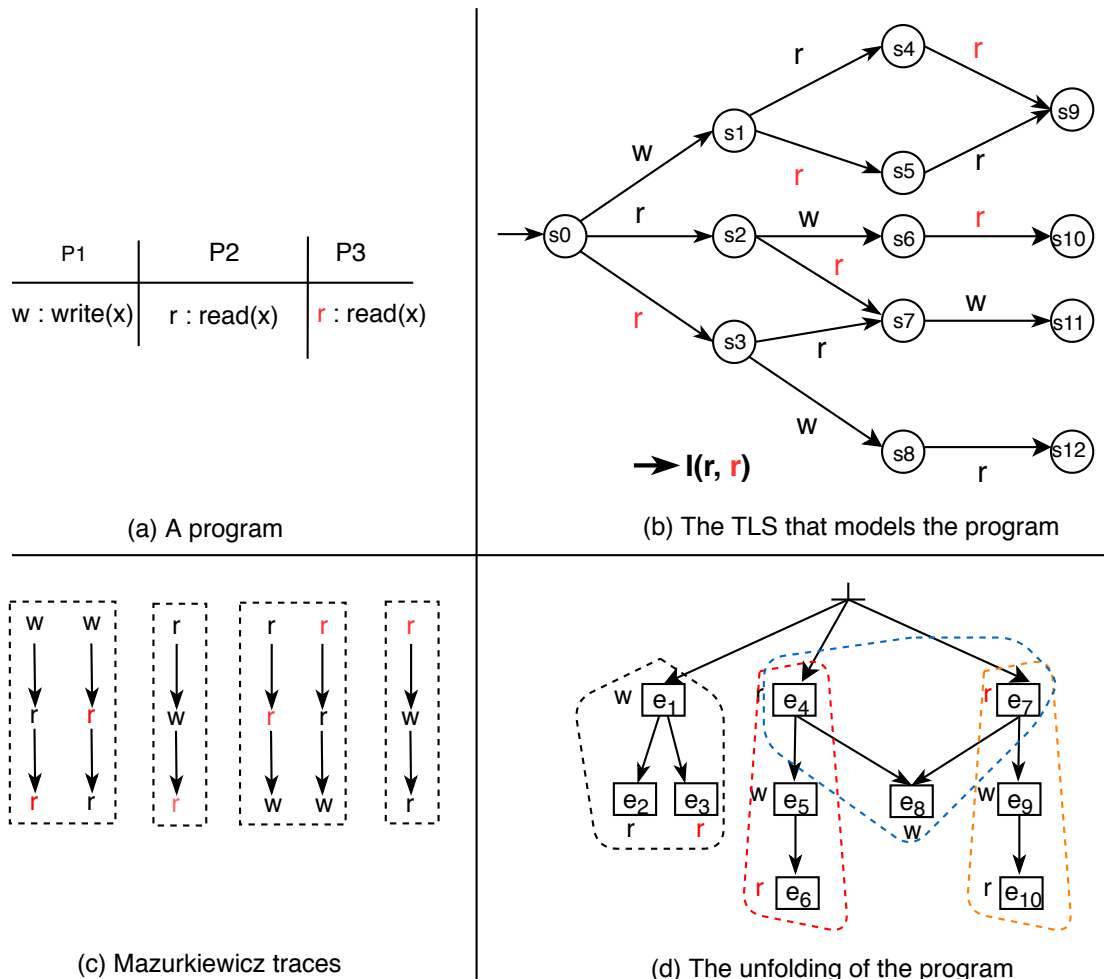 P1 P2 P3
w : write(x) r : read(x) r : read(x)
(a) A program
r s4 r
s1 s9
w r s5 r
s0 r s2 w s6 r s10
r
r s3 r s7 w s11
w s8 r s12
I(r, r)
(b) The TLS that models the program
w w r r r r
r r w r r w
r r r w w r
(c) Mazurkiewicz traces
w e1 r e4 r e7
e2 e3 w e5 e8 w e9
r r w
r e6 r e10
(d) The unfolding of the program